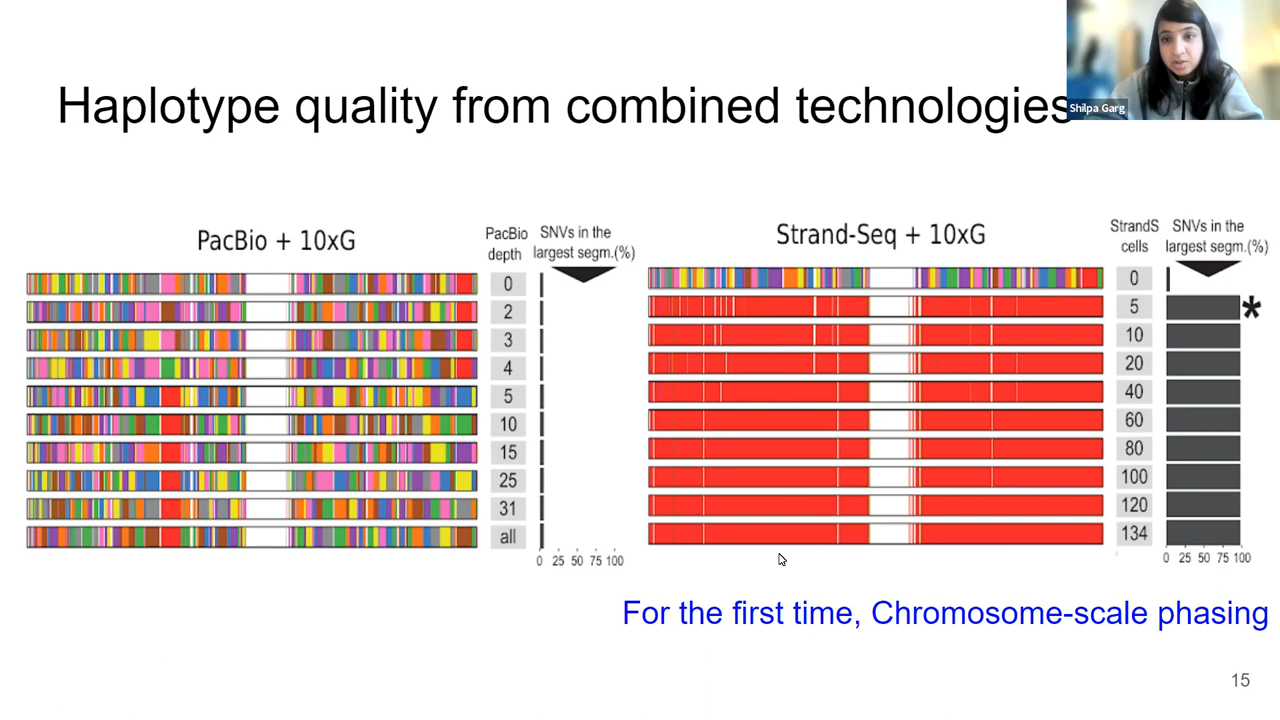 Haplotype quality from combined technologies
Shilpa Garg
PacBio + 10xG
PacBio depth
SNVs in the largest segm.(%)
0
2
3
4
5
10
15
25
31
all
0 25 50 75 100
Strand-Seq + 10xG
StrandS cells
SNVs in the largest segm.(%)
0
5 *
10
20
40
60
80
100
120
134
0 25 50 75 100
For the first time, Chromosome-scale phasing
15